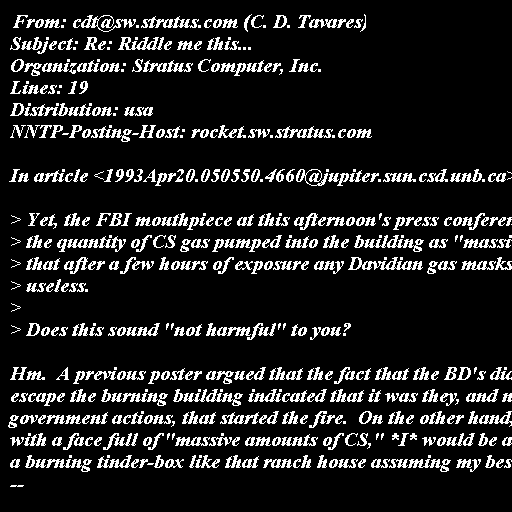 From: cdt@sw.stratus.com (C. D. Tavares)
Subject: Re: Riddle me this...
Organization: Stratus Computer, Inc.
Lines: 19
Distribution: usa
NNTP-Posting-Host: rocket.sw.stratus.com
In article <1993Apr20.050550.4660@jupiter.sun.csd.unb.ca>
> Yet, the FBI mouthpiece at this afternoon's press conferen
> the quantity of CS gas pumped into the building as "massi
> that after a few hours of exposure any Davidian gas masks
> useless.
>
> Does this sound "not harmful" to you?
Hm.  A previous poster argued that the fact that the BD's did
escape the burning building indicated that it was they, and n
government actions, that started the fire.  On the other hand,
with a face full of "massive amounts of CS," *I* would be a
a burning tinder-box like that ranch house assuming my bes
--